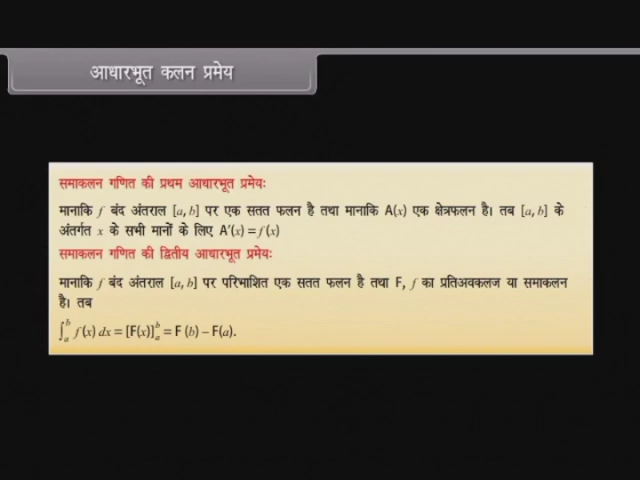 आधारभूत कलन प्रमेय
समाकलन गणित की प्रथम आधारभूत प्रमेयः
मानाकि f बंद अंतराल [a, b] पर एक सतत फलन है तथा मानाकि A(x) एक क्षेत्रफलन है। तब [a, b] के
अंतर्गत x के सभी मानों के लिए A′(x) = f (x)
समाकलन गणित की द्वितीय आधारभूत प्रमेयः
मानाकि f बंद अंतराल [a, b] पर परिभाशित एक सतत फलन है तथा F, f का प्रतिअवकलज या समाकलन
है। तब
∫ₐᵇ f (x) dx = [F(x)]ₐᵇ = F (b) – F(a).